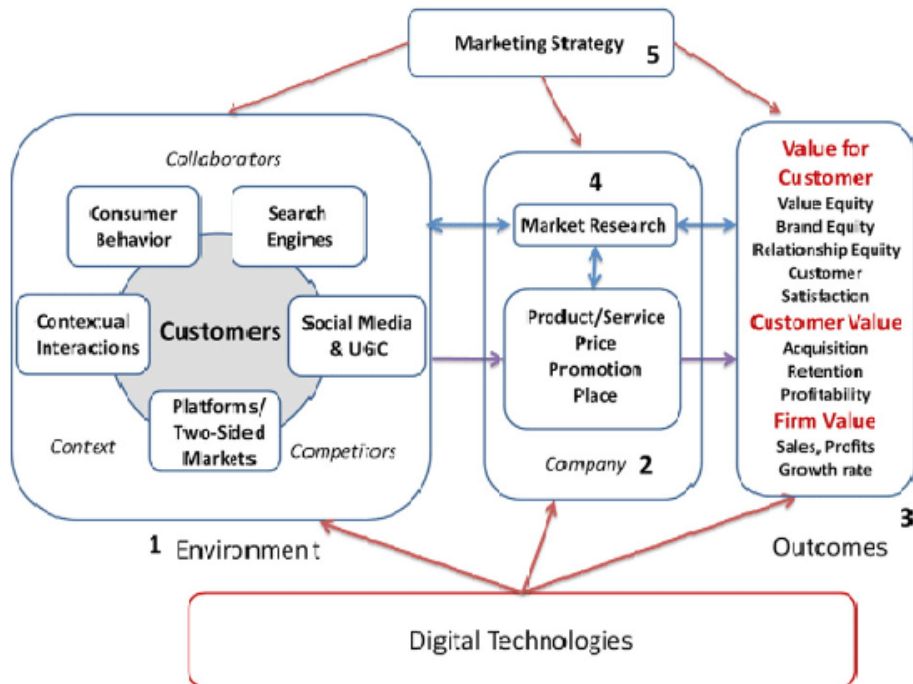 Marketing Strategy
5
Collaborators
Consumer
Behavior
Search
Engines
Contextual
Interactions
Customers
Social Media
& UGC
Platforms/
Two-Sided
Markets
Context
Competitors
1 Environment
4
Market Research
Product/Service
Price
Promotion
Place
Company 2
Value for
Customer
Value Equity
Brand Equity
Relationship Equity
Customer
Satisfaction
Customer Value
Acquisition
Retention
Profitability
Firm Value
Sales, Profits
Growth rate
3
Outcomes
Digital Technologies